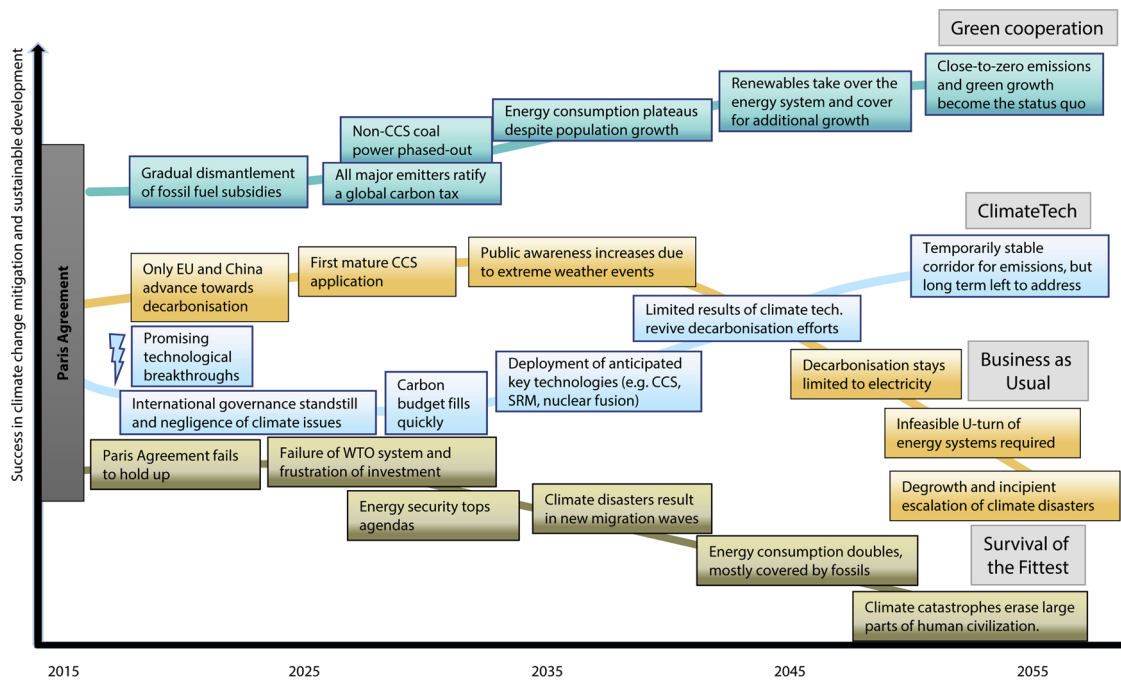 Success in climate change mitigation and sustainable development
Paris Agreement
Green cooperation
Gradual dismantlement
of fossil fuel subsidies
Non-CCS coal
power phased-out
All major emitters ratify
a global carbon tax
Energy consumption plateaus
despite population growth
Renewables take over the
energy system and cover
for additional growth
Close-to-zero emissions
and green growth
become the status quo
ClimateTech
Only EU and China
advance towards
decarbonisation
First mature CCS
application
Public awareness increases due
to extreme weather events
Temporarily stable
corridor for emissions, but
long term left to address
Promising
technological
breakthroughs
International governance standstill
and negligence of climate issues
Carbon
budget fills
quickly
Deployment of anticipated
key technologies (e.g. CCS,
SRM, nuclear fusion)
Limited results of climate tech.
revive decarbonisation efforts
Decarbonisation stays
limited to electricity
Business as
Usual
Infeasible U-turn of
energy systems required
Degrowth and incipient
escalation of climate disasters
Paris Agreement fails
to hold up
Failure of WTO system and
frustration of investment
Energy security tops
agendas
Climate disasters result
in new migration waves
Energy consumption doubles,
mostly covered by fossils
Survival of
the Fittest
Climate catastrophes erase large
parts of human civilization.
2015
2025
2035
2045
2055